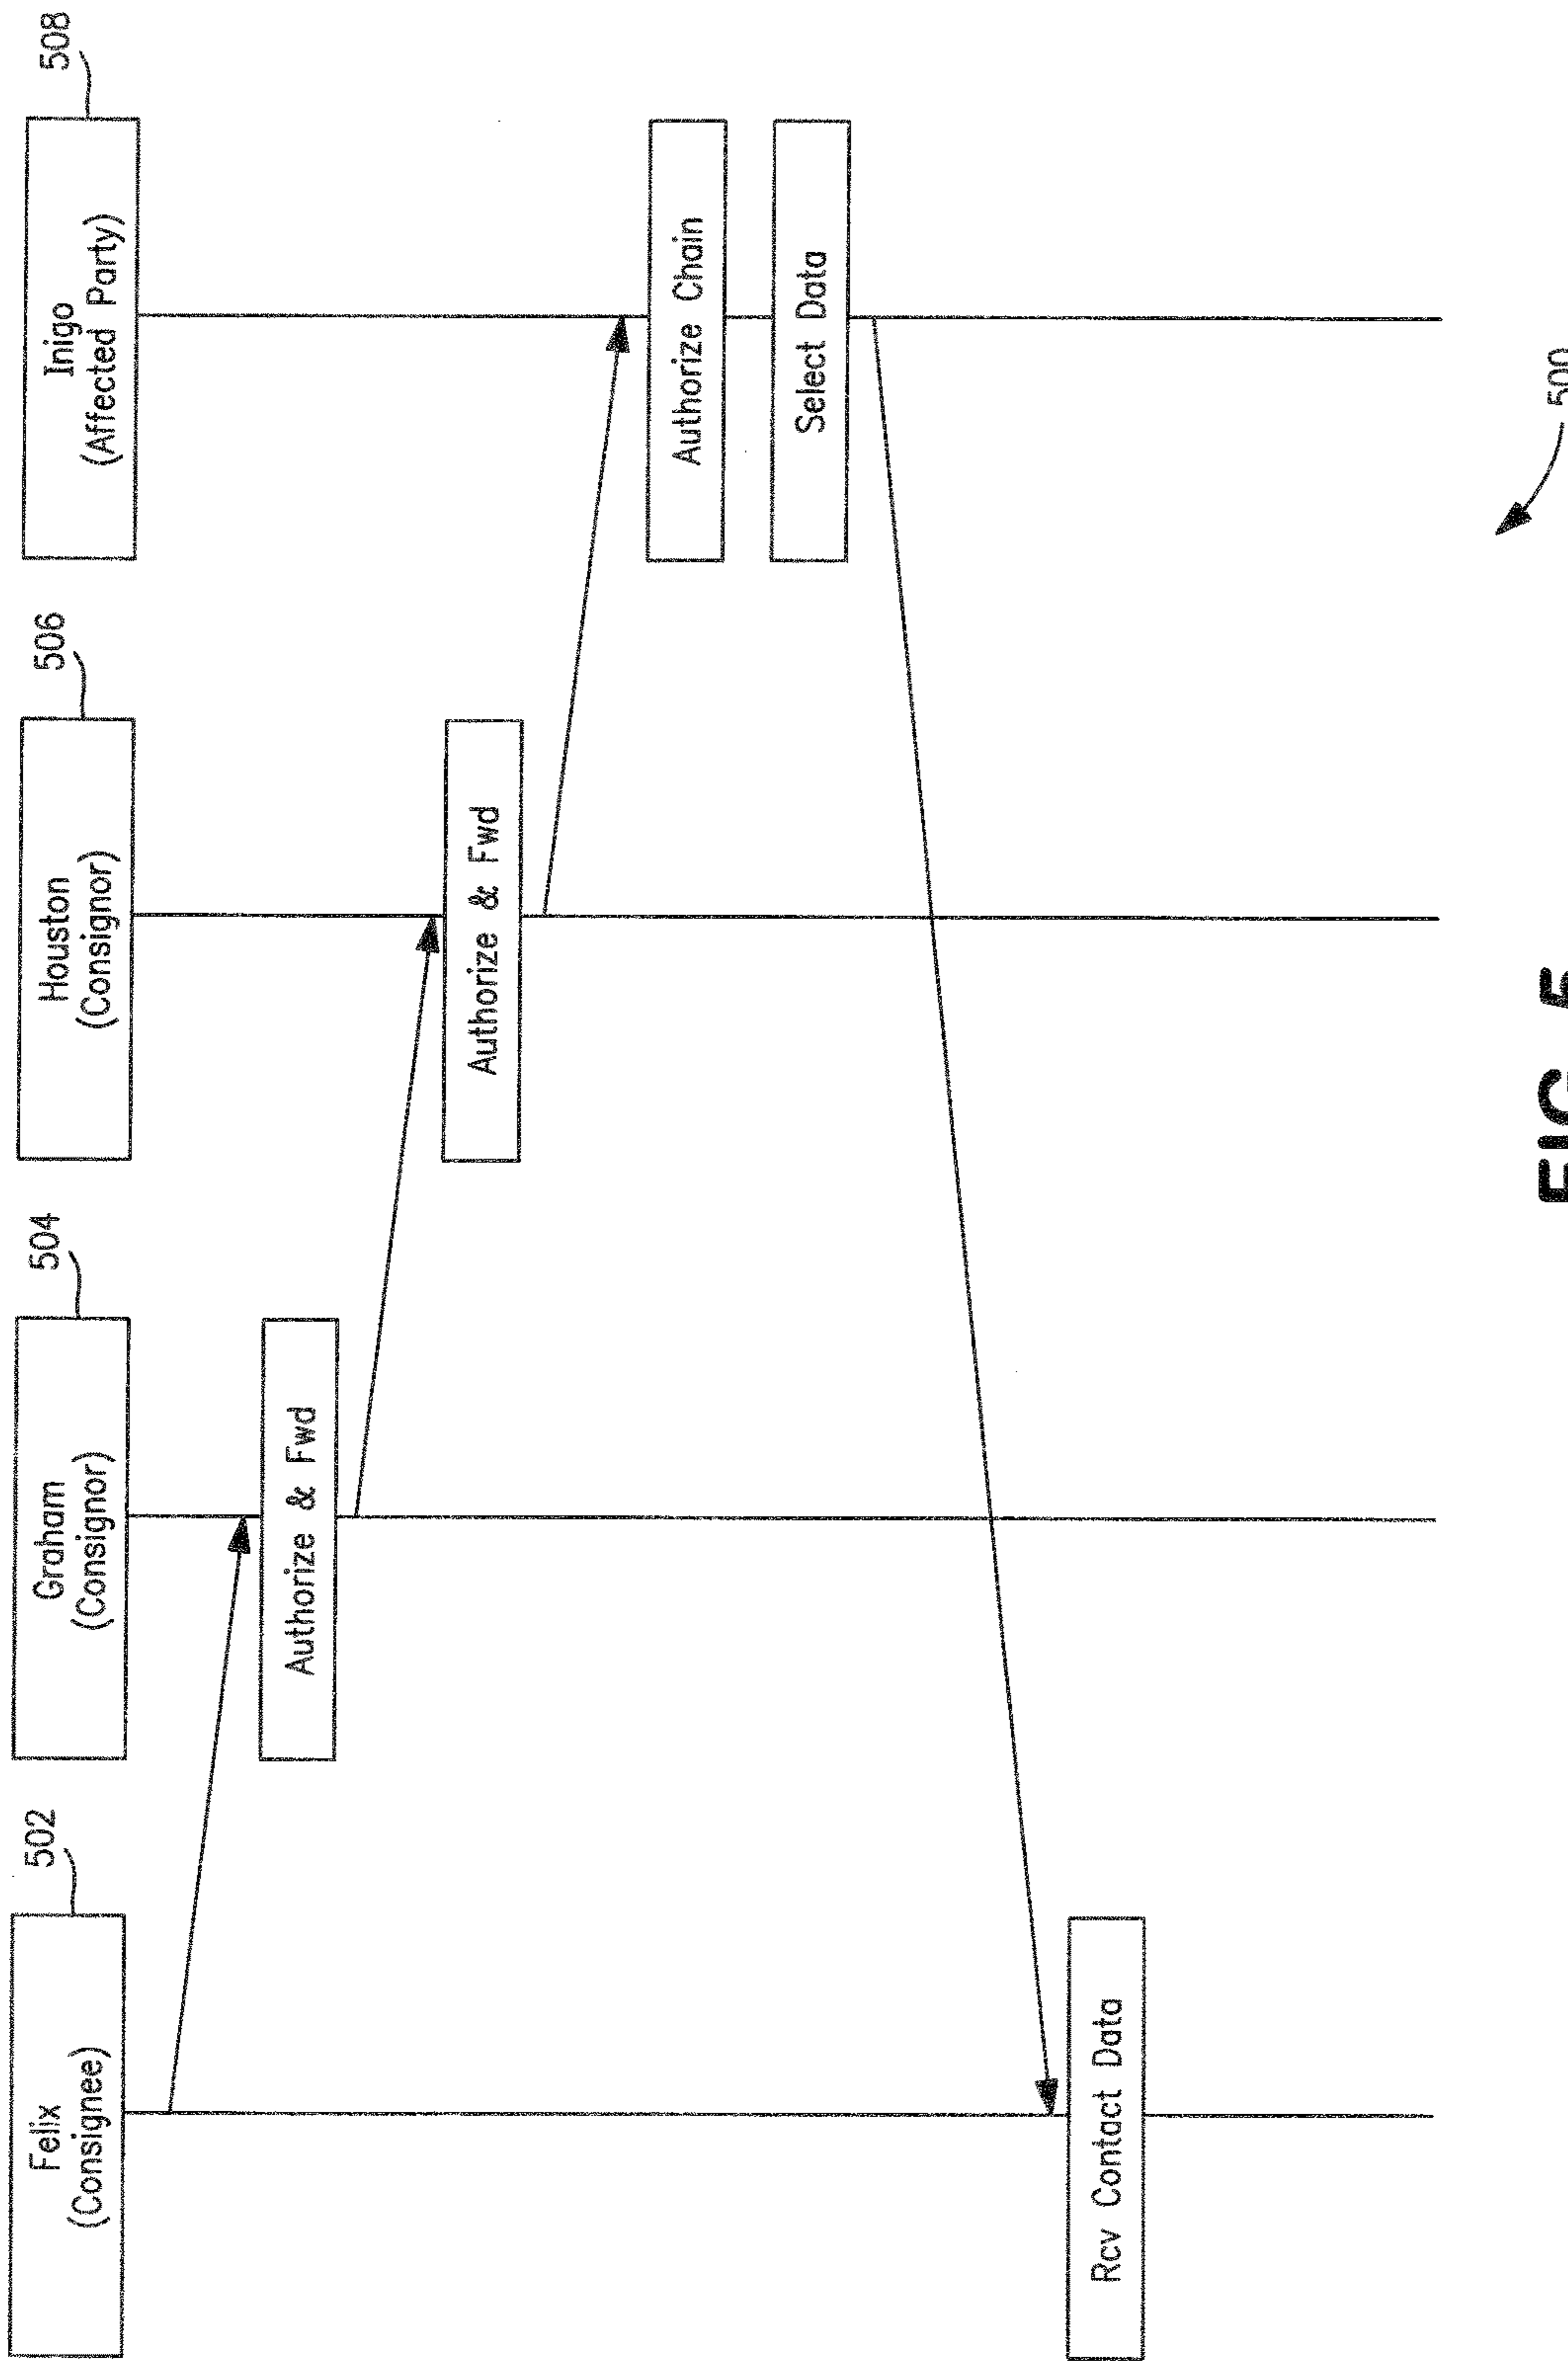 Felix
(Consignee)
502
Graham
(Consignor)
504
Houston
(Consignor)
506
Inigo
(Affected Party)
508
Authorize & Fwd
Authorize & Fwd
Authorize Chain
Select Data
Rcv Contact Data
500
FIG. 5